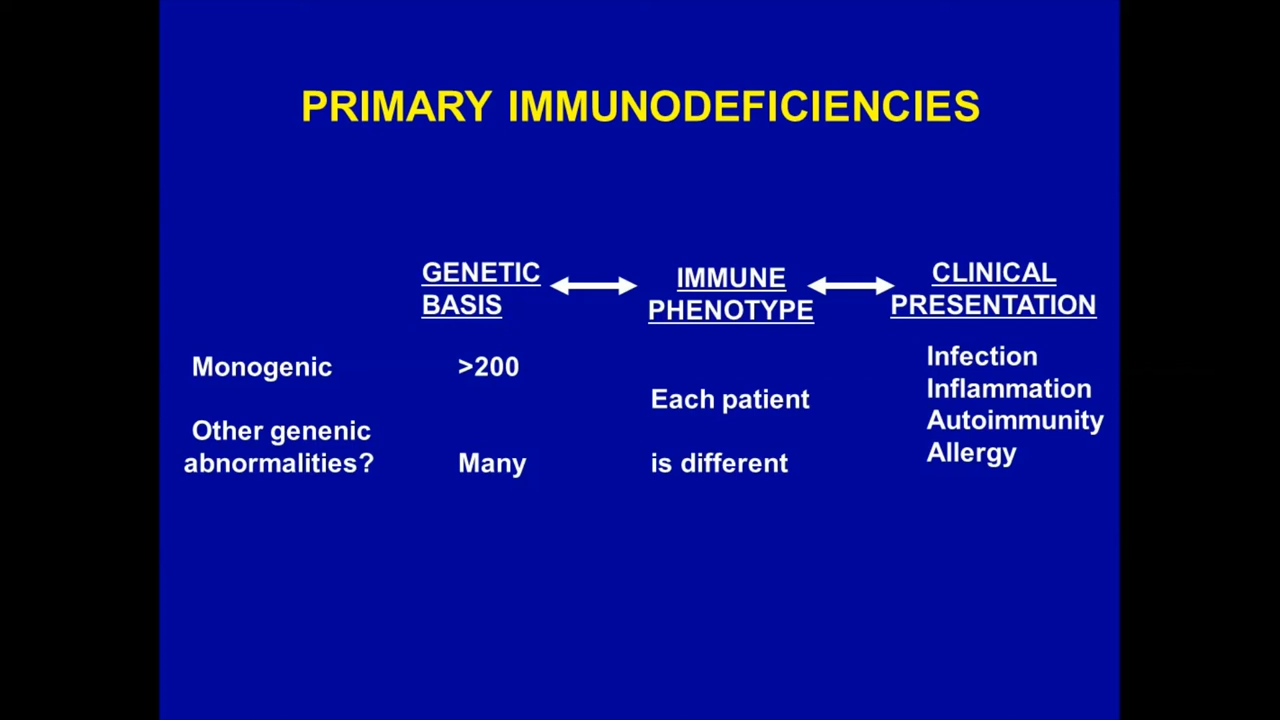 PRIMARY IMMUNODEFICIENCIES
GENETIC
BASIS
IMMUNE
PHENOTYPE
CLINICAL
PRESENTATION
Monogenic
>200
Other genenic
abnormalities?
Many
Each patient
is different
Infection
Inflammation
Autoimmunity
Allergy